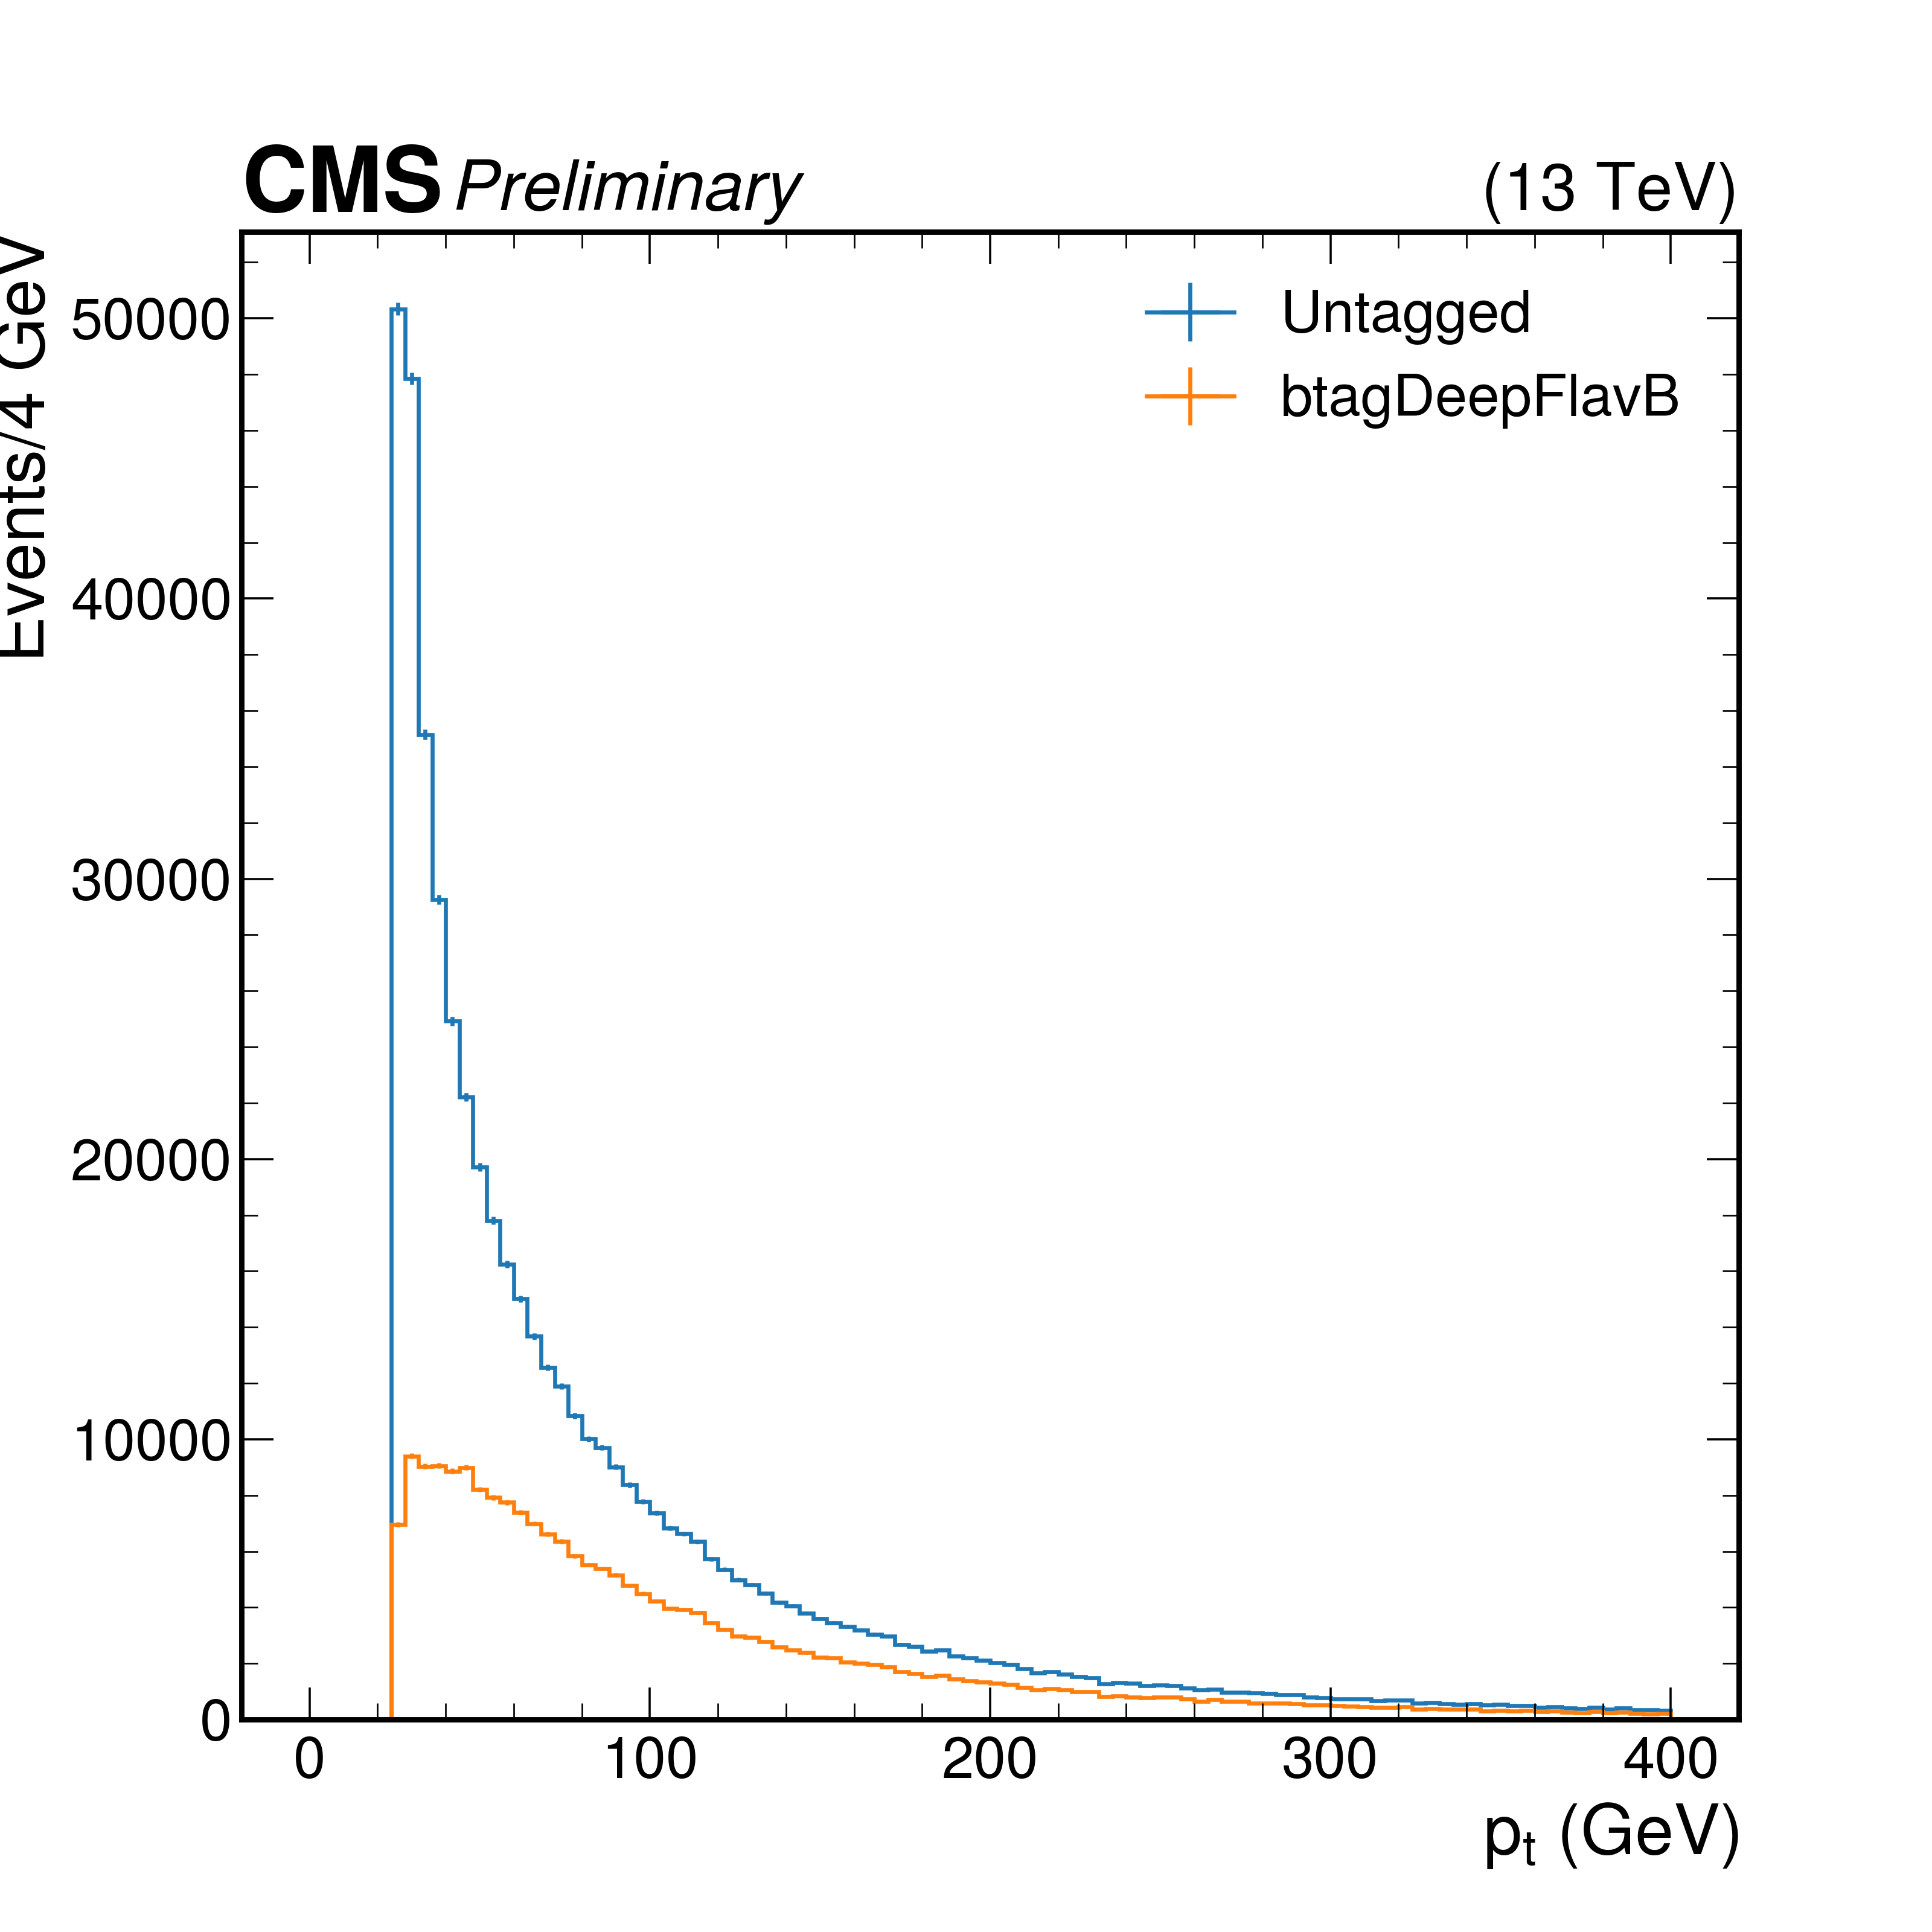 CMS Preliminary (13 TeV)
Events/4 GeV
50000
40000
30000
20000
10000
0
Untagged
btagDeepFlavB
0 100 200 300 400
p_t (GeV)